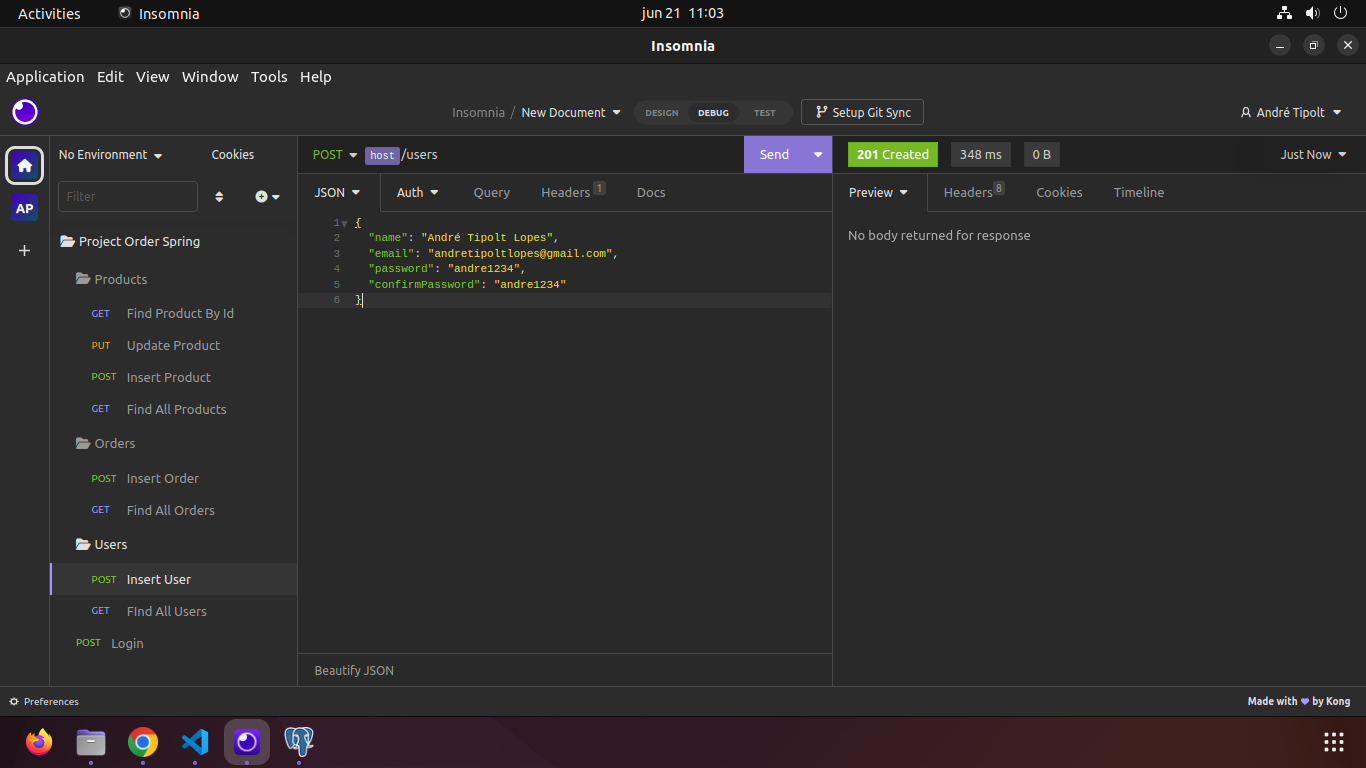 Activities Insomnia jun 21 11:03
Insomnia
Application Edit View Window Tools Help
Insomnia / New Document DESIGN DEBUG TEST Setup Git Sync André Tipolt
No Environment Cookies
Filter
AP
Project Order Spring
Products
GET Find Product By Id
PUT Update Product
POST Insert Product
GET Find All Products
Orders
POST Insert Order
GET Find All Orders
Users
POST Insert User
GET FInd All Users
POST Login
POST host/users Send
JSON Auth Query Headers 1 Docs
1 {
2 "name": "André Tipolt Lopes",
3 "email": "andretipoltlopes@gmail.com",
4 "password": "andre1234",
5 "confirmPassword": "andre1234"
6 }
Beautify JSON
201 Created 348 ms 0 B Just Now
Preview Headers 8 Cookies Timeline
No body returned for response
Preferences Made with by Kong